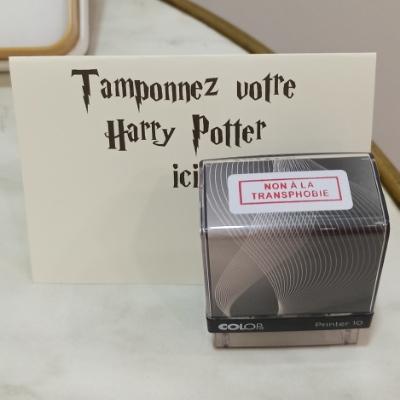 Tamponnez votre
Harry Potter
ici
NON À LA
TRANSPHOBIE
COLOP
Printer 10